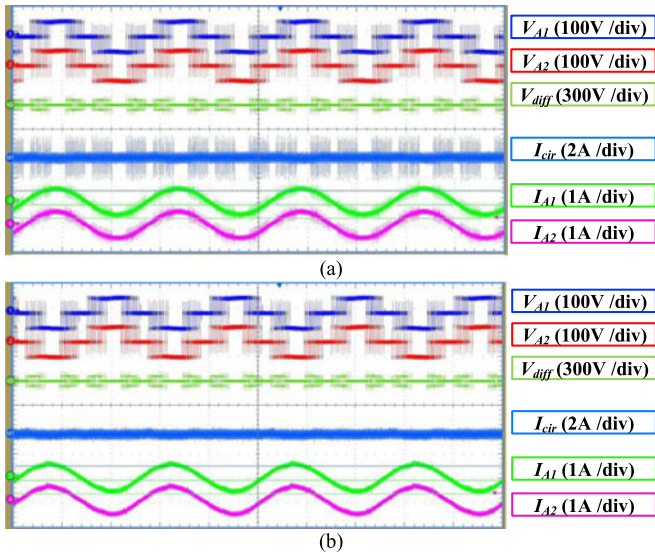 V_A1 (100V /div)
V_A2 (100V /div)
V_diff (300V /div)
I_cir (2A /div)
I_A1 (1A /div)
I_A2 (1A /div)
(a)
V_A1 (100V /div)
V_A2 (100V /div)
V_diff (300V /div)
I_cir (2A /div)
I_A1 (1A /div)
I_A2 (1A /div)
(b)